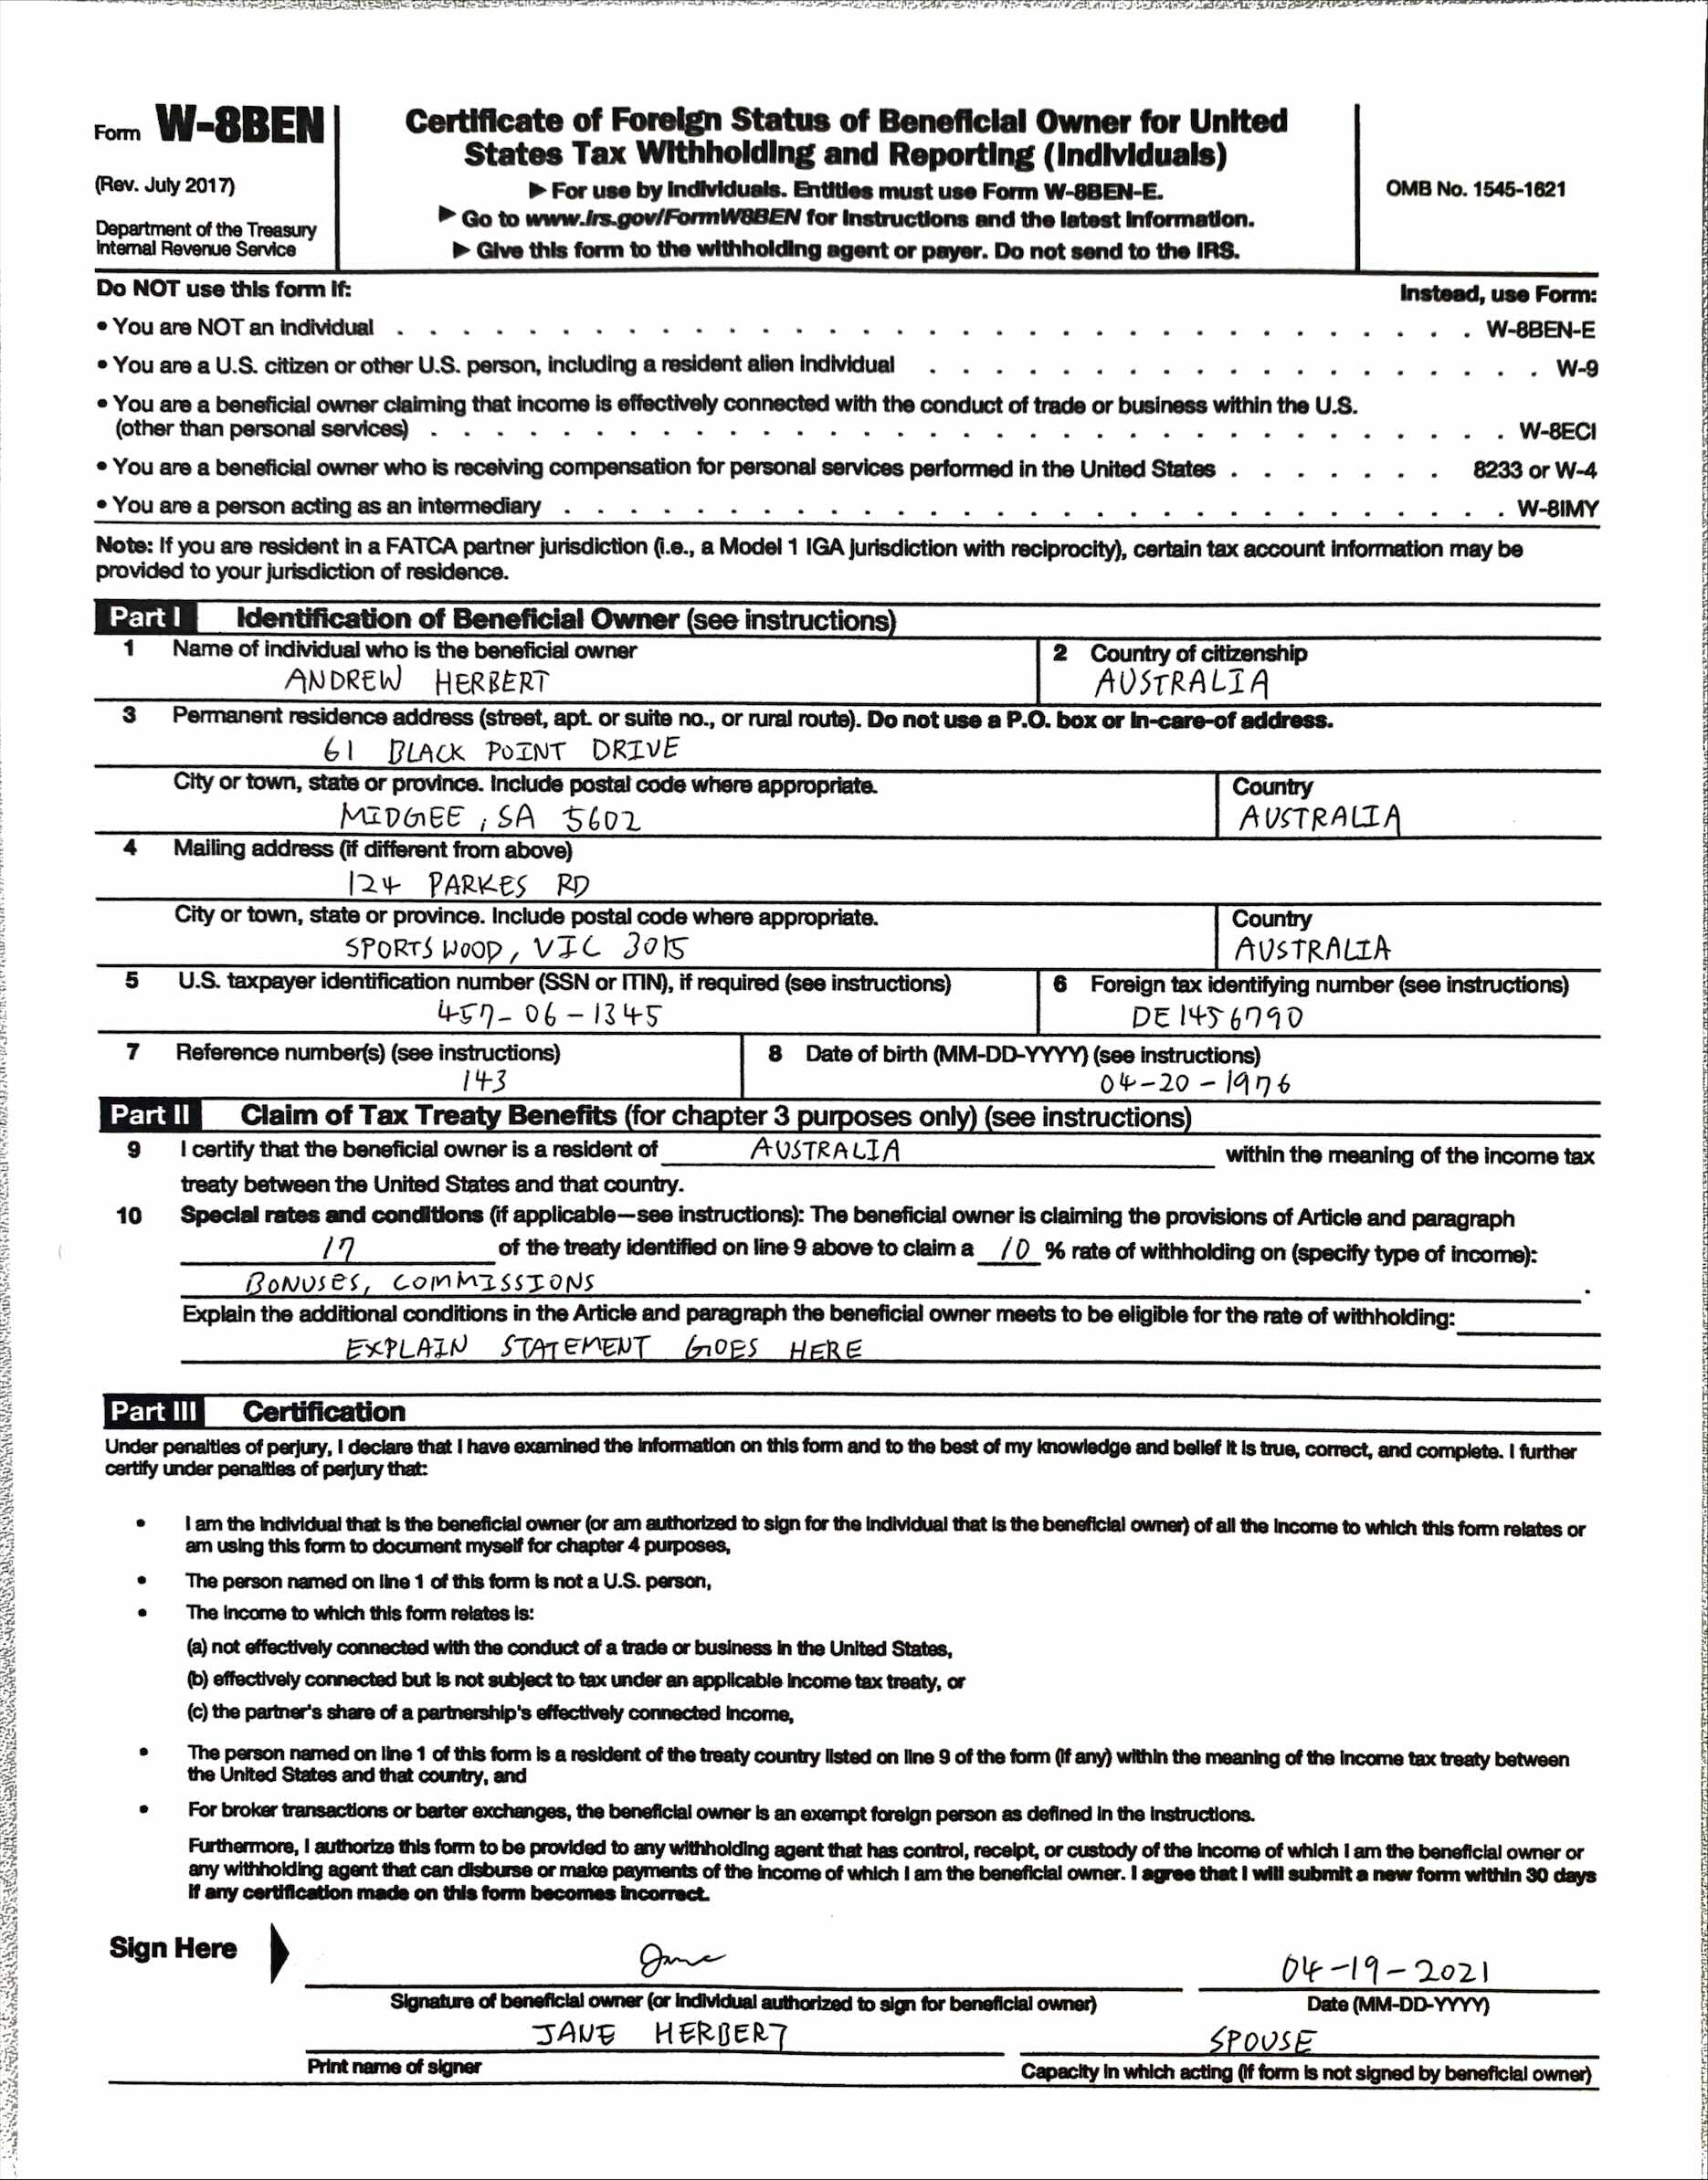 Form W-8BEN
(Rev. July 2017)
Department of the Treasury
Internal Revenue Service
Certificate of Foreign Status of Beneficial Owner for United
States Tax Withholding and Reporting (Individuals)
▶ For use by individuals. Entities must use Form W-8BEN-E.
▶ Go to www.irs.gov/FormW8BEN for instructions and the latest information.
▶ Give this form to the withholding agent or payer. Do not send to the IRS.
OMB No. 1545-1621
Do NOT use this form if:
Instead, use Form:
• You are NOT an individual . . . . . . . . . . . . . . . . . . . . W-8BEN-E
• You are a U.S. citizen or other U.S. person, including a resident alien individual . . . . . . . . . . W-9
• You are a beneficial owner claiming that income is effectively connected with the conduct of trade or business within the U.S.
(other than personal services) . . . . . . . . . . . . . . . . . . . . W-8ECI
• You are a beneficial owner who is receiving compensation for personal services performed in the United States . . . . . . . 8233 or W-4
• You are a person acting as an intermediary . . . . . . . . . . . . . . . . . . . . W-8IMY
Note: If you are resident in a FATCA partner jurisdiction (i.e., a Model 1 IGA jurisdiction with reciprocity), certain tax account information may be
provided to your jurisdiction of residence.
Part I Identification of Beneficial Owner (see instructions)
1 Name of individual who is the beneficial owner
ANDREW HERBERT
2 Country of citizenship
AUSTRALIA
3 Permanent residence address (street, apt. or suite no., or rural route). Do not use a P.O. box or in-care-of address.
61 BLACK POINT DRIVE
City or town, state or province. Include postal code where appropriate.
MIDGEE, SA 5602
Country
AUSTRALIA
4 Mailing address (if different from above)
124 PARKES RD
City or town, state or province. Include postal code where appropriate.
SPORTSWOOD, VIC 3015
Country
AUSTRALIA
5 U.S. taxpayer identification number (SSN or ITIN), if required (see instructions)
457-06-1345
6 Foreign tax identifying number (see instructions)
DE1456790
7 Reference number(s) (see instructions)
143
8 Date of birth (MM-DD-YYYY) (see instructions)
04-20-1976
Part II Claim of Tax Treaty Benefits (for chapter 3 purposes only) (see instructions)
9 I certify that the beneficial owner is a resident of AUSTRALIA within the meaning of the income tax
treaty between the United States and that country.
10 Special rates and conditions (if applicable—see instructions): The beneficial owner is claiming the provisions of Article and paragraph
17 of the treaty identified on line 9 above to claim a 10 % rate of withholding on (specify type of income):
BONUSES, COMMISSIONS .
Explain the additional conditions in the Article and paragraph the beneficial owner meets to be eligible for the rate of withholding:
EXPLAIN STATEMENT GOES HERE
Part III Certification
Under penalties of perjury, I declare that I have examined the information on this form and to the best of my knowledge and belief it is true, correct, and complete. I further
certify under penalties of perjury that:
• I am the individual that is the beneficial owner (or am authorized to sign for the individual that is the beneficial owner) of all the income to which this form relates or
am using this form to document myself for chapter 4 purposes,
• The person named on line 1 of this form is not a U.S. person,
• The income to which this form relates is:
(a) not effectively connected with the conduct of a trade or business in the United States,
(b) effectively connected but is not subject to tax under an applicable income tax treaty, or
(c) the partner's share of a partnership's effectively connected income,
• The person named on line 1 of this form is a resident of the treaty country listed on line 9 of the form (if any) within the meaning of the income tax treaty between
the United States and that country, and
• For broker transactions or barter exchanges, the beneficial owner is an exempt foreign person as defined in the instructions.
Furthermore, I authorize this form to be provided to any withholding agent that has control, receipt, or custody of the income of which I am the beneficial owner or
any withholding agent that can disburse or make payments of the income of which I am the beneficial owner. I agree that I will submit a new form within 30 days
if any certification made on this form becomes incorrect.
Sign Here
Jane
04-19-2021
Signature of beneficial owner (or individual authorized to sign for beneficial owner)
Date (MM-DD-YYYY)
JANE HERBERT
SPOUSE
Print name of signer
Capacity in which acting (if form is not signed by beneficial owner)